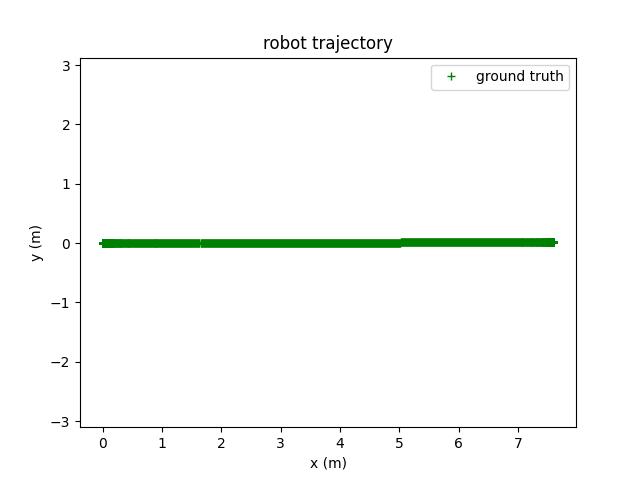 robot trajectory
ground truth
3
2
1
0
−1
−2
−3
y (m)
0 1 2 3 4 5 6 7
x (m)